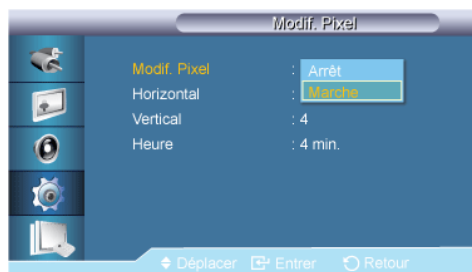 Modif. Pixel
Modif. Pixel : Arrêt
Marche
Horizontal :
Vertical : 4
Heure : 4 min.
Déplacer Entrer Retour